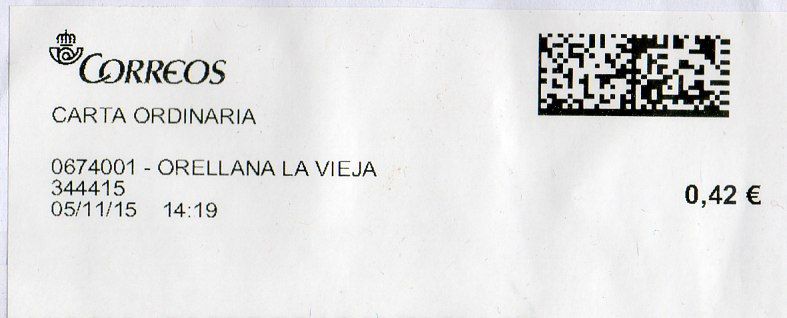 CORREOS
CARTA ORDINARIA
0674001 - ORELLANA LA VIEJA
344415
05/11/15 14:19
0,42 €